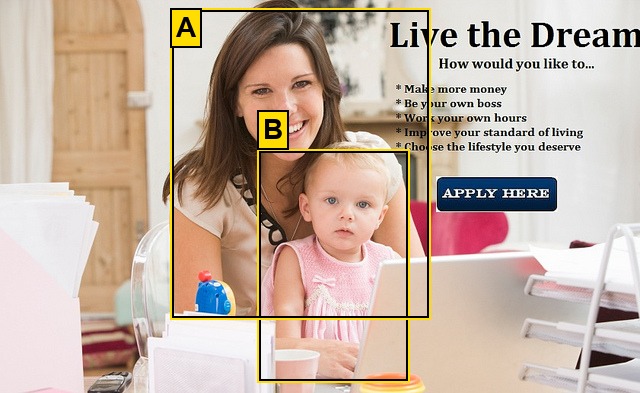 A
B
Live the Dream
How would you like to...
* Make more money
* Be your own boss
* Work your own hours
* Improve your standard of living
* Choose the lifestyle you deserve
APPLY HERE